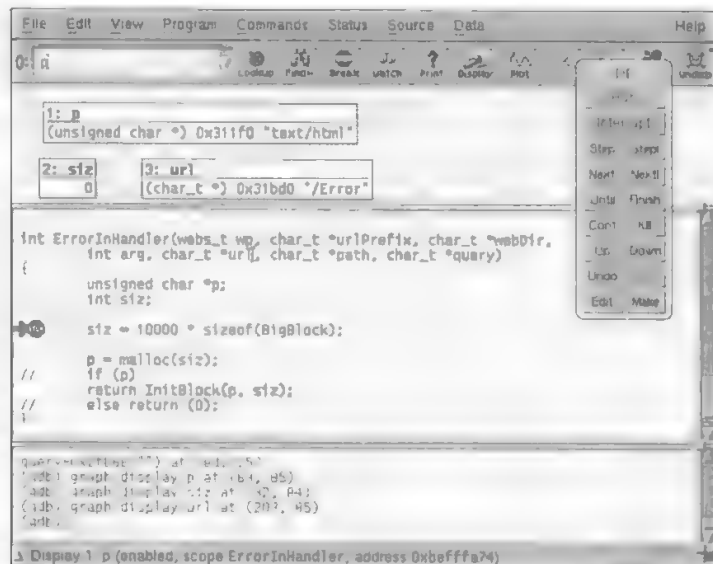 File Edit View Program Commands Status Source Data Help
0: p
Lookup Find>> Break Watch Print Display Plot Undisp
1: p
(unsigned char *) 0x311f0 "text/html"
2: siz
0
3: url
(char_t *) 0x31bd0 "/Error"
Interrupt
Step Stepi
Next Nexti
Until Finish
Cont Kill
Up Down
Undo
Edit Make
int ErrorInHandler(webs_t wp, char_t *urlPrefix, char_t *webDir,
int arg, char_t *url, char_t *path, char_t *query)
{
unsigned char *p;
int siz;
siz = 10000 * sizeof(BigBlock);
p = malloc(siz);
// if (p)
return InitBlock(p, siz);
// else return (0);
}
graph display p at
graph display siz at
(gdb) graph display url at
(gdb)
Display 1: p (enabled, scope ErrorInHandler, address 0xbefffa74)